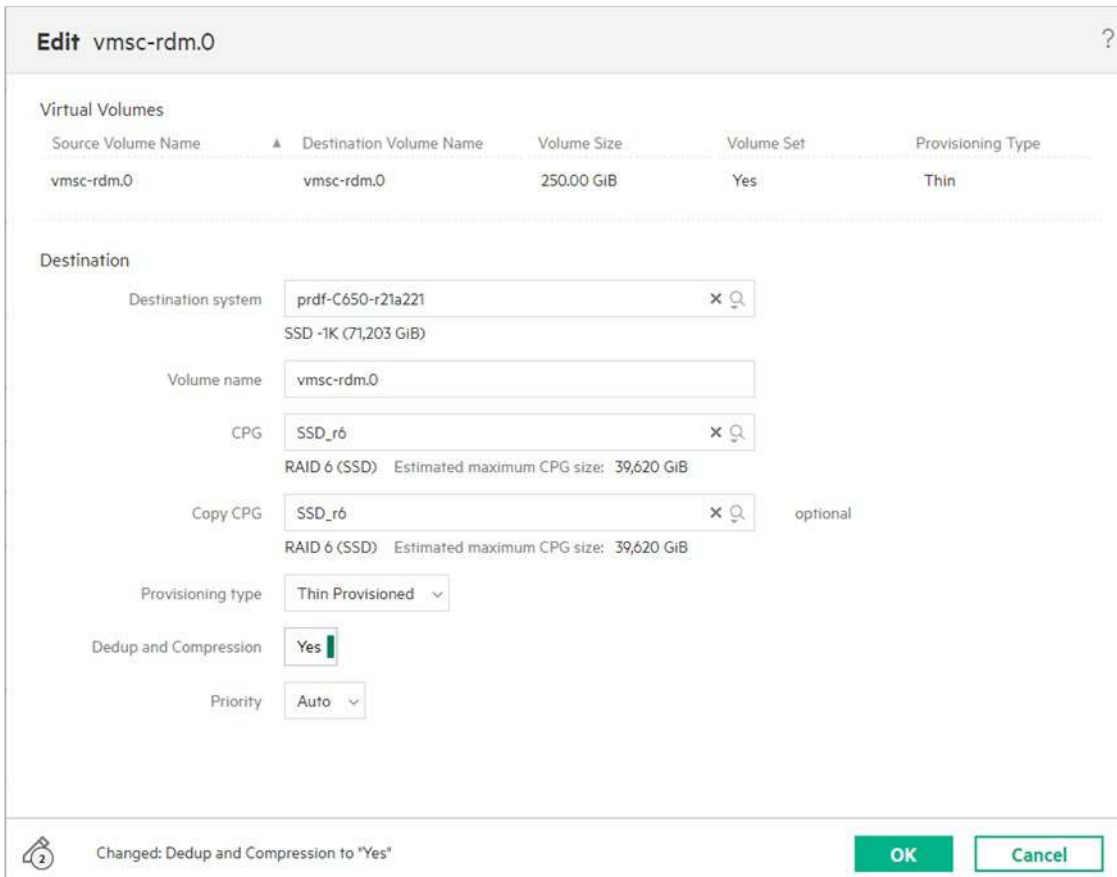 Edit vmsc-rdm.0 ?
Virtual Volumes
Source Volume Name ▲ Destination Volume Name Volume Size Volume Set Provisioning Type
vmsc-rdm.0 vmsc-rdm.0 250.00 GiB Yes Thin
Destination
Destination system prdf-C650-r21a221
SSD -1K (71,203 GiB)
Volume name vmsc-rdm.0
CPG SSD_r6
RAID 6 (SSD) Estimated maximum CPG size: 39,620 GiB
Copy CPG SSD_r6 optional
RAID 6 (SSD) Estimated maximum CPG size: 39,620 GiB
Provisioning type Thin Provisioned
Dedup and Compression Yes
Priority Auto
2 Changed: Dedup and Compression to "Yes" OK Cancel